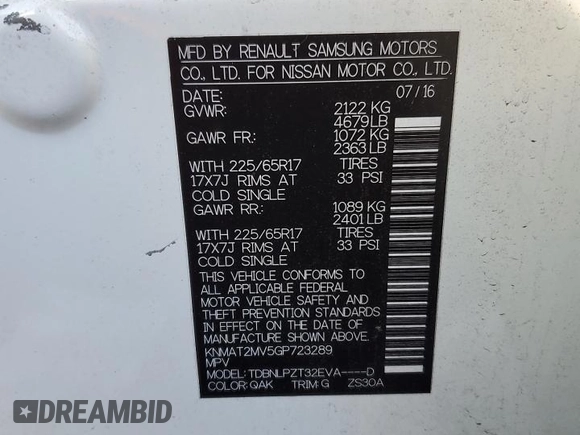 MFD BY RENAULT SAMSUNG MOTORS
CO., LTD. FOR NISSAN MOTOR CO., LTD.
DATE: 07/16
GVWR: 2122 KG
4679LB
GAWR FR: 1072 KG
2363LB
WITH 225/65R17 TIRES
17X7J RIMS AT 33 PSI
COLD SINGLE
GAWR RR: 1089 KG
2401LB
WITH 225/65R17 TIRES
17X7J RIMS AT 33 PSI
COLD SINGLE
THIS VEHICLE CONFORMS TO
ALL APPLICABLE FEDERAL
MOTOR VEHICLE SAFETY AND
THEFT PREVENTION STANDARDS
IN EFFECT ON THE DATE OF
MANUFACTURE SHOWN ABOVE.
KNMAT2MV5GP723289
MPV
MODEL: TDBNLPZT32EVA----D
COLOR: QAK TRIM: G ZS30A
DREAMBID